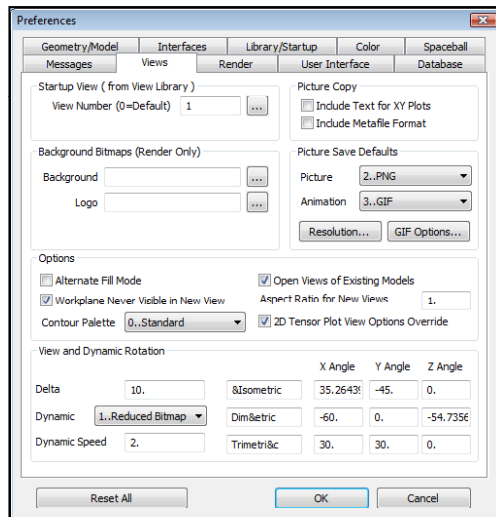 Preferences
Geometry/Model Interfaces Library/Startup Color Spaceball
Messages Views Render User Interface Database
Startup View ( from View Library )
View Number (0=Default) 1 ...
Picture Copy
Include Text for XY Plots
Include Metafile Format
Background Bitmaps (Render Only)
Background ...
Logo ...
Picture Save Defaults
Picture 2..PNG
Animation 3..GIF
Resolution... GIF Options...
Options
Alternate Fill Mode
Open Views of Existing Models
Workplane Never Visible in New View
Aspect Ratio for New Views 1.
Contour Palette 0..Standard
2D Tensor Plot View Options Override
View and Dynamic Rotation
X Angle Y Angle Z Angle
Delta 10. &Isometric 35.26439 -45. 0.
Dynamic 1..Reduced Bitmap Dim&etric -60. 0. -54.7356
Dynamic Speed 2. Trimetri&c 30. 30. 0.
Reset All OK Cancel